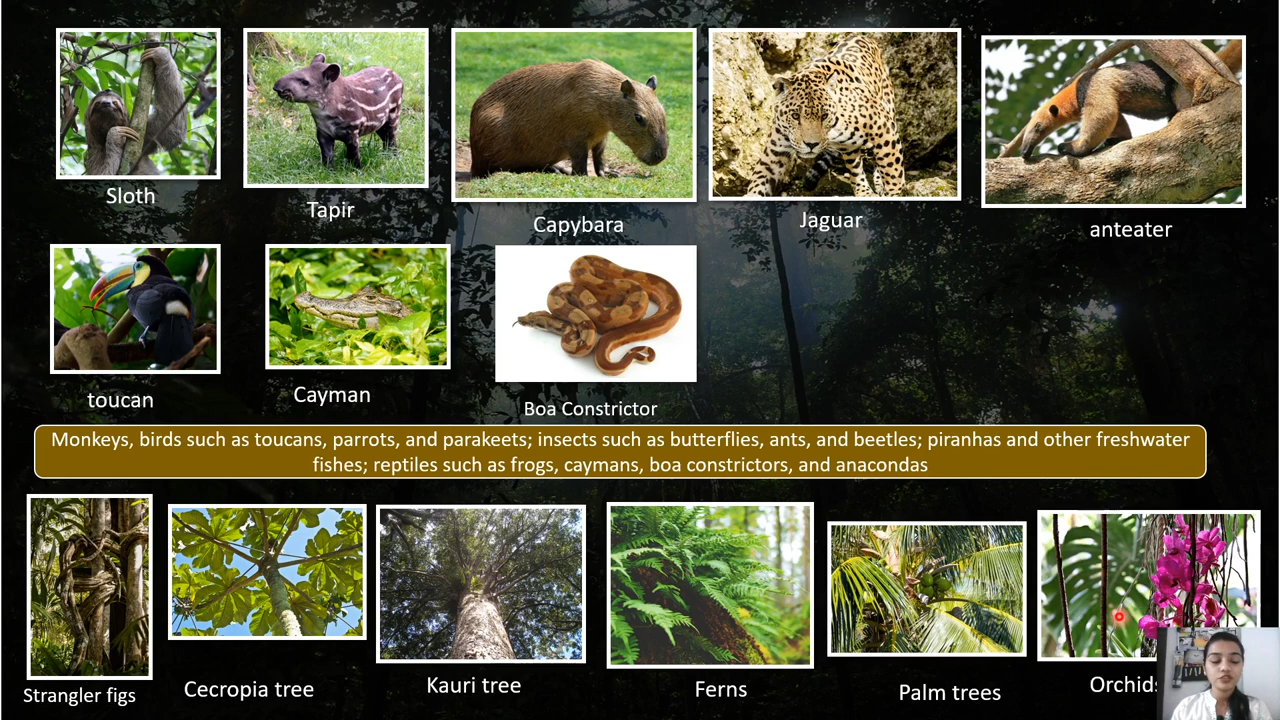 Sloth
Tapir
Capybara
Jaguar
anteater
toucan
Cayman
Boa Constrictor
Monkeys, birds such as toucans, parrots, and parakeets; insects such as butterflies, ants, and beetles; piranhas and other freshwater
fishes; reptiles such as frogs, caymans, boa constrictors, and anacondas
Strangler figs
Cecropia tree
Kauri tree
Ferns
Palm trees
Orchids